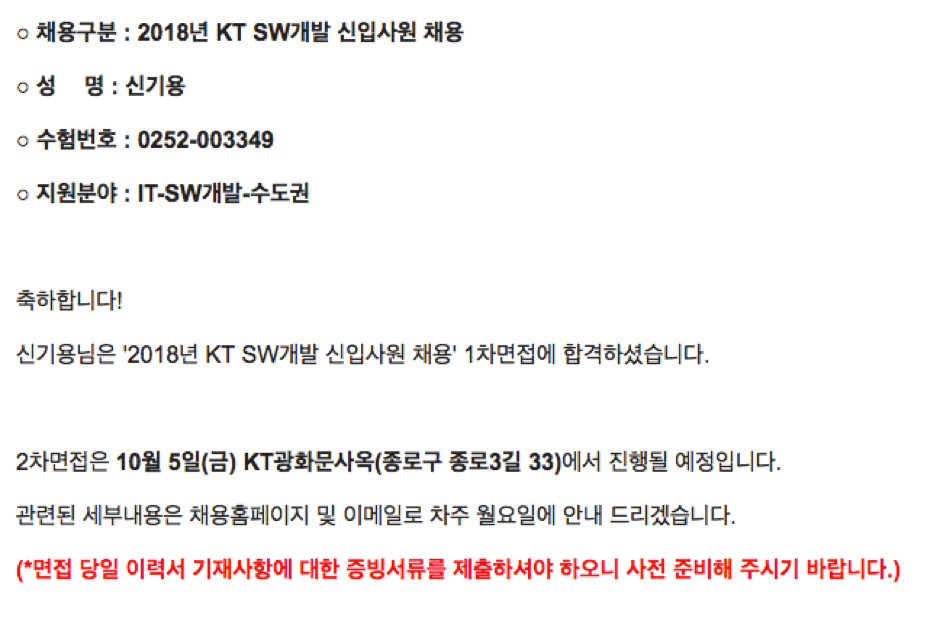 ○ 채용구분 : 2018년 KT SW개발 신입사원 채용
○ 성 명 : 신기용
○ 수험번호 : 0252-003349
○ 지원분야 : IT-SW개발-수도권
축하합니다!
신기용님은 '2018년 KT SW개발 신입사원 채용' 1차면접에 합격하셨습니다.
2차면접은 10월 5일(금) KT광화문사옥(종로구 종로3길 33)에서 진행될 예정입니다.
관련된 세부내용은 채용홈페이지 및 이메일로 차주 월요일에 안내 드리겠습니다.
(*면접 당일 이력서 기재사항에 대한 증빙서류를 제출하셔야 하오니 사전 준비해 주시기 바랍니다.)